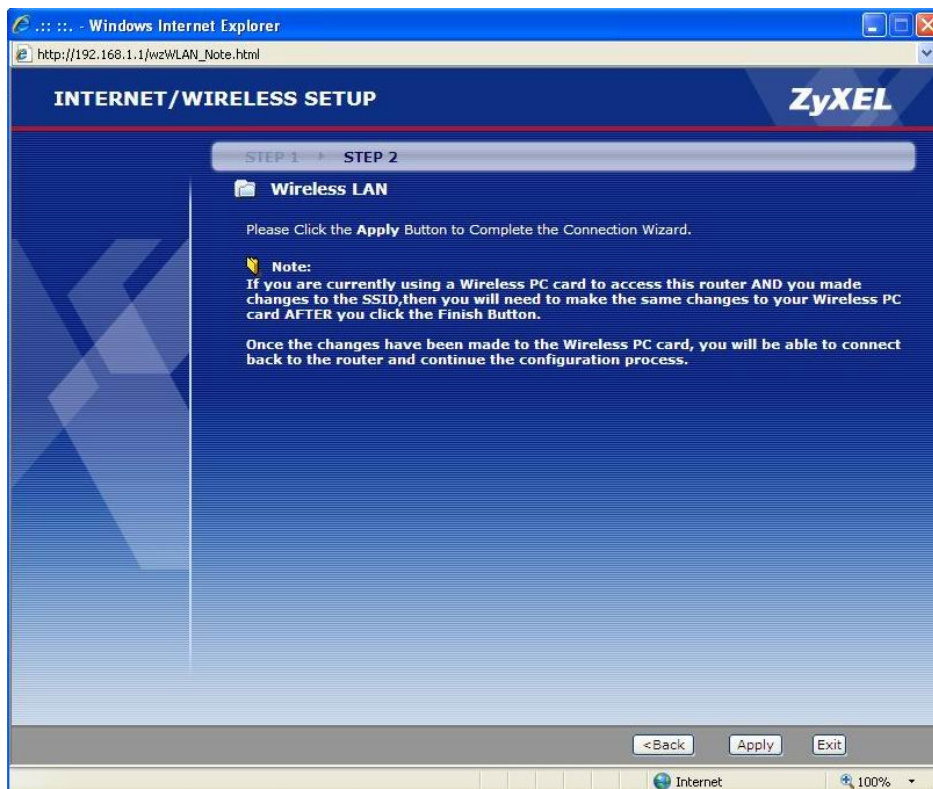 .:: ::. - Windows Internet Explorer
http://192.168.1.1/wzWLAN_Note.html
INTERNET/WIRELESS SETUP
ZyXEL
STEP 1 STEP 2
Wireless LAN
Please Click the Apply Button to Complete the Connection Wizard.
Note:
If you are currently using a Wireless PC card to access this router AND you made
changes to the SSID,then you will need to make the same changes to your Wireless PC
card AFTER you click the Finish Button.
Once the changes have been made to the Wireless PC card, you will be able to connect
back to the router and continue the configuration process.
<Back Apply Exit
Internet 100%